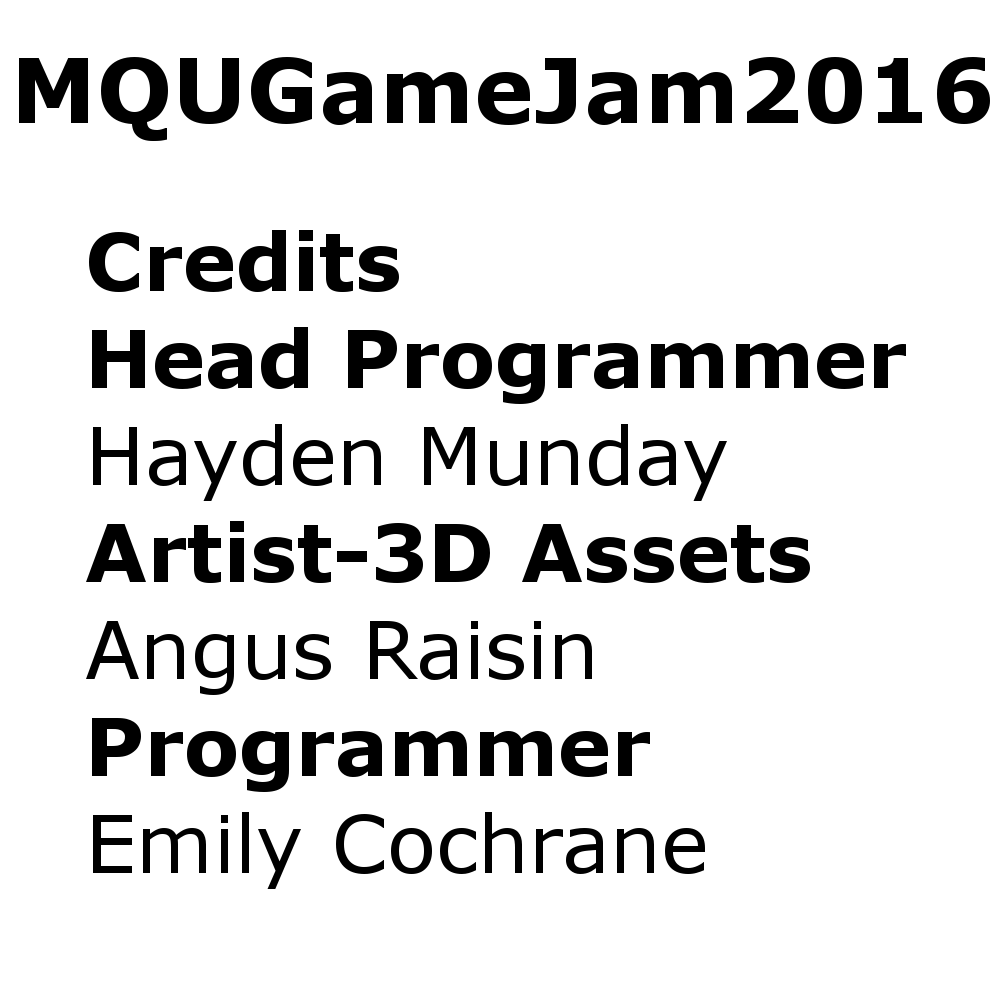 MQUGameJam2016
Credits
Head Programmer
Hayden Munday
Artist-3D Assets
Angus Raisin
Programmer
Emily Cochrane